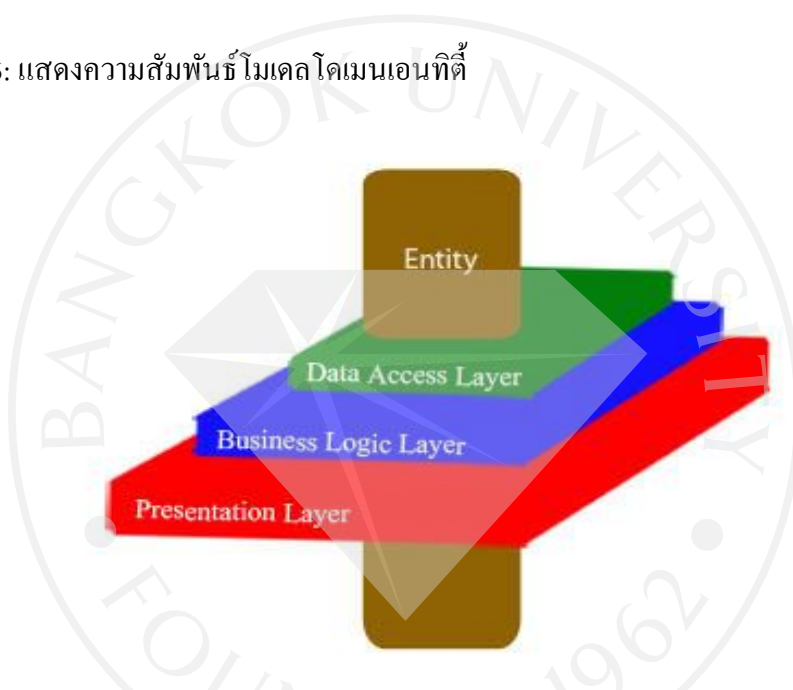 : แสดงความสัมพันธ์โมเดลโดเมนเอนทิตี้
Entity
Data Access Layer
Business Logic Layer
Presentation Layer
BANGKOK UNIVERSITY